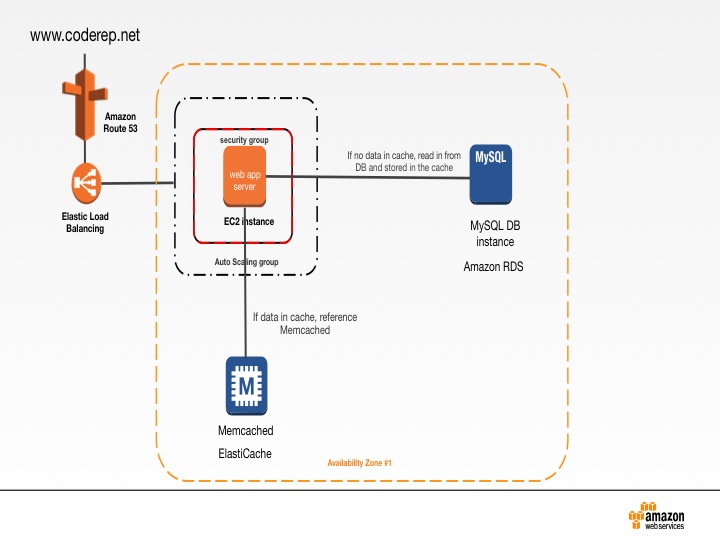 www.coderep.net
Amazon
Route 53
Elastic Load
Balancing
security group
web app
server
EC2 instance
Auto Scaling group
If no data in cache, read in from
DB and stored in the cache
MySQL
MySQL DB
instance
Amazon RDS
If data in cache, reference
Memcached
M
Memcached
ElastiCache
Availability Zone #1
amazon
webservices